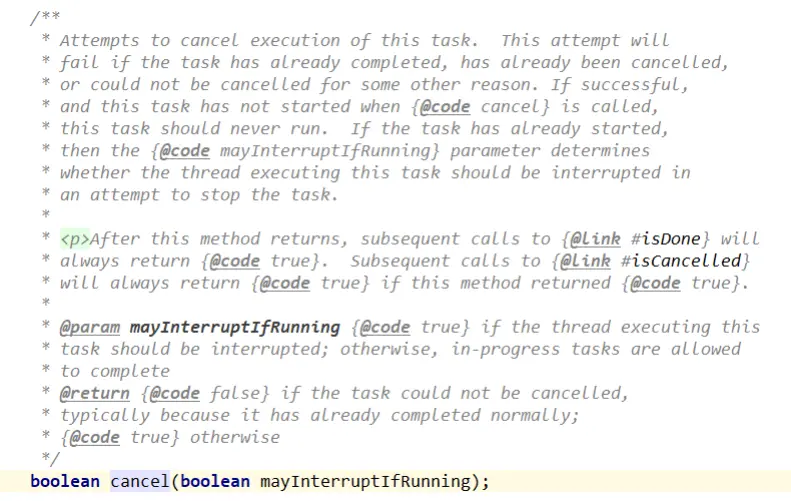 /**
* Attempts to cancel execution of this task.  This attempt will
* fail if the task has already completed, has already been cancelled,
* or could not be cancelled for some other reason. If successful,
* and this task has not started when {@code cancel} is called,
* this task should never run.  If the task has already started,
* then the {@code mayInterruptIfRunning} parameter determines
* whether the thread executing this task should be interrupted in
* an attempt to stop the task.
*
* <p>After this method returns, subsequent calls to {@link #isDone} will
* always return {@code true}.  Subsequent calls to {@link #isCancelled}
* will always return {@code true} if this method returned {@code true}.
*
* @param mayInterruptIfRunning {@code true} if the thread executing this
* task should be interrupted; otherwise, in-progress tasks are allowed
* to complete
* @return {@code false} if the task could not be cancelled,
* typically because it has already completed normally;
* {@code true} otherwise
*/
boolean cancel(boolean mayInterruptIfRunning);